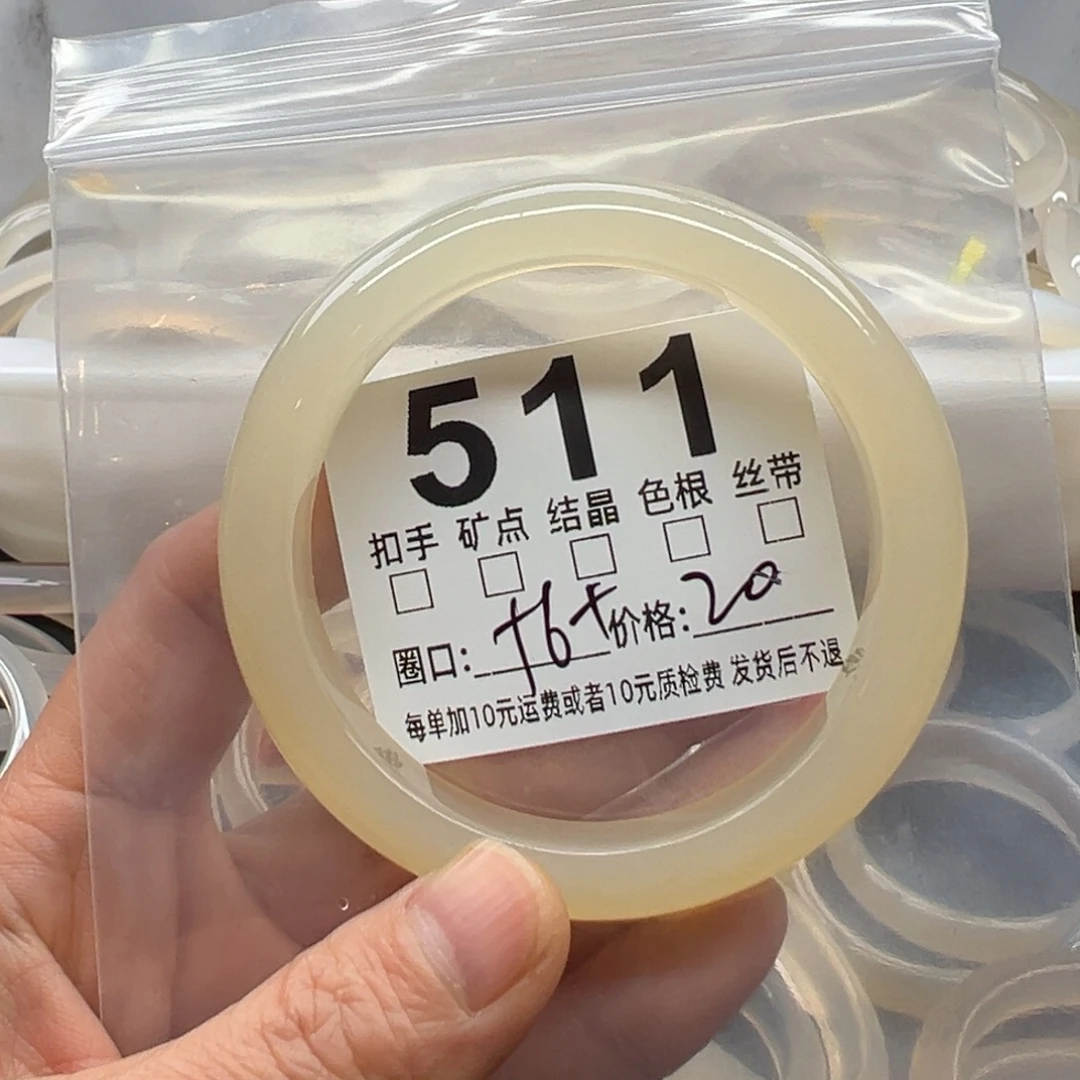 511
扣手 矿点 结晶 色根 丝带
圈口: 56+ 价格: 20
每单加10元运费或者10元质检费 发货后不退